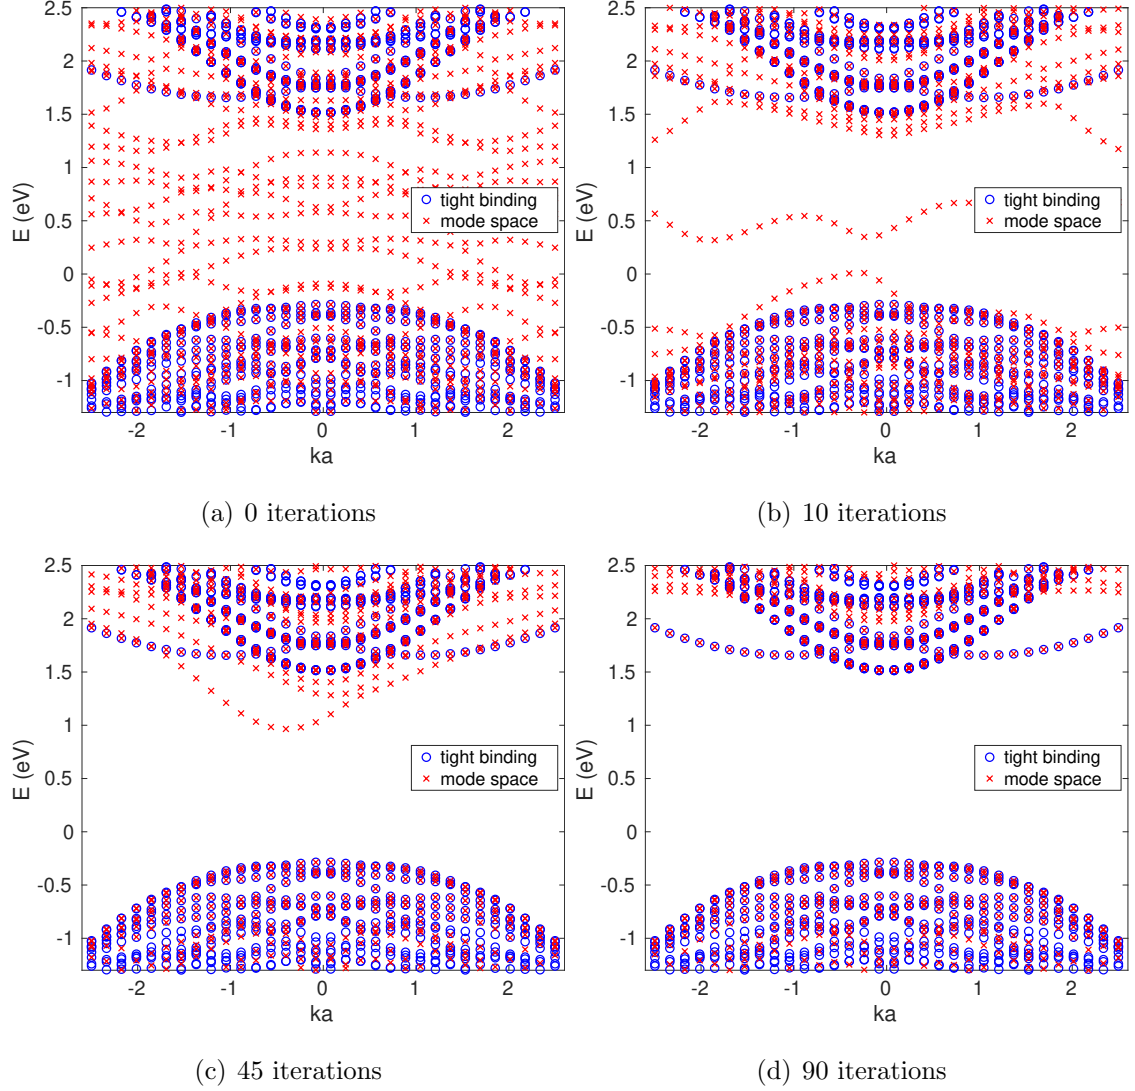 2.5
2
1.5
1
0.5
0
-0.5
-1
E (eV)
-2 -1 0 1 2
ka
tight binding
mode space
(a) 0 iterations
2.5
2
1.5
1
0.5
0
-0.5
-1
E (eV)
-2 -1 0 1 2
ka
tight binding
mode space
(b) 10 iterations
2.5
2
1.5
1
0.5
0
-0.5
-1
E (eV)
-2 -1 0 1 2
ka
tight binding
mode space
(c) 45 iterations
2.5
2
1.5
1
0.5
0
-0.5
-1
E (eV)
-2 -1 0 1 2
ka
tight binding
mode space
(d) 90 iterations